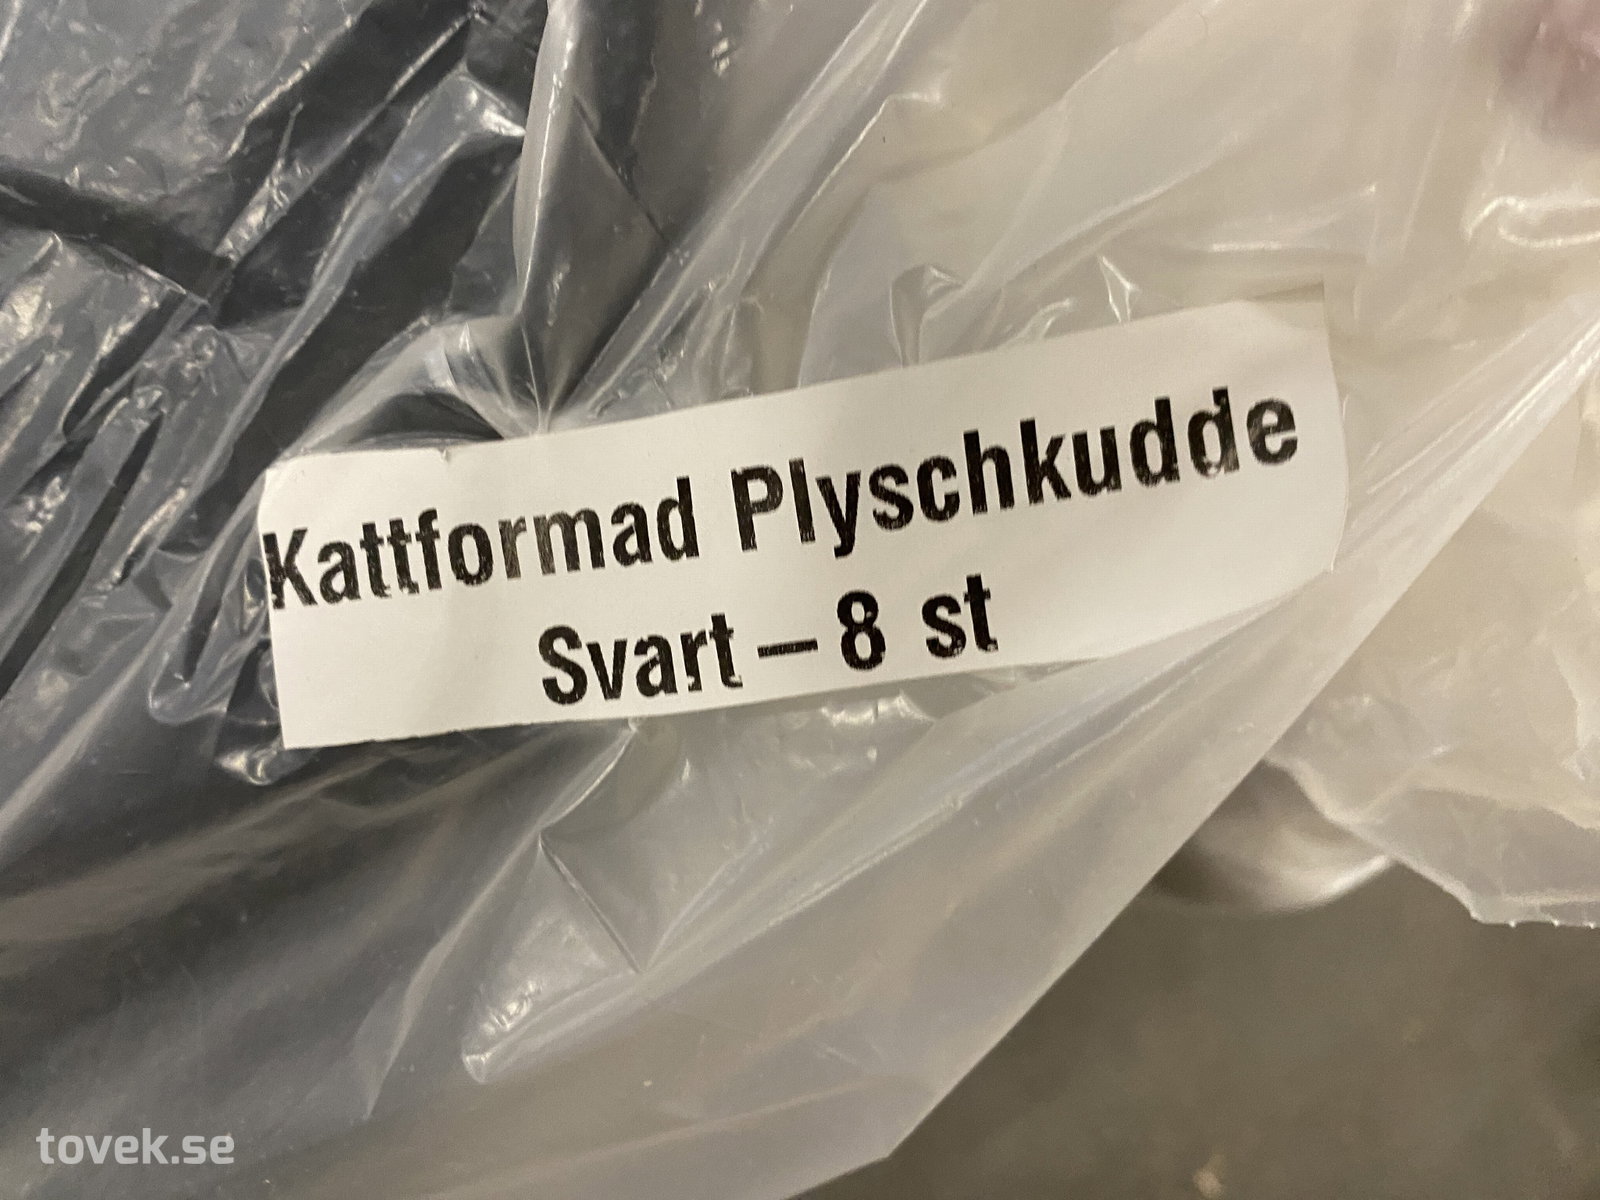 Kattformad Plyschkudde
Svart – 8 st
tovek.se